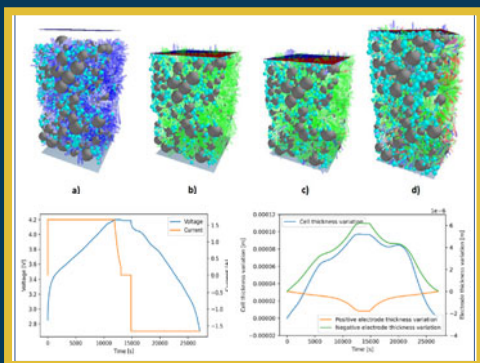 a)
b)
c)
d)
Voltage
Current
4.2
4.0
3.8
3.6
3.4
3.2
3.0
2.8
Voltage [V]
1.5
1.0
0.5
0.0
−0.5
−1.0
−1.5
0 5000 10000 15000 20000 25000
Time [s]
1e−6
Cell thickness variation
0.00012
0.00010
0.00008
0.00006
0.00004
0.00002
0.00000
−0.00002
Cell thickness variation [m]
6
4
2
0
−2
−4
Electrode thickness variation [m]
Positive electrode thickness variation
Negative electrode thickness variation
0 5000 10000 15000 20000 25000
Time [s]